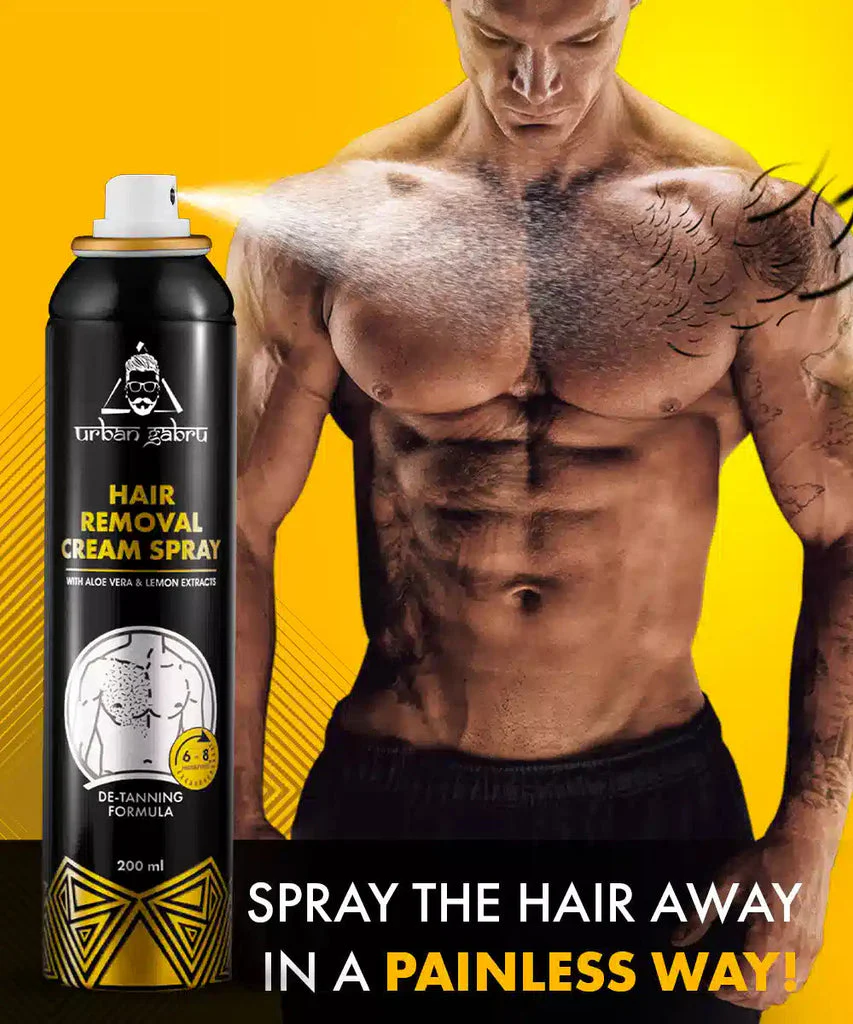 urban gabru
HAIR
REMOVAL
CREAM SPRAY
WITH ALOE VERA & LEMON EXTRACTS
6 - 8
DE-TANNING
FORMULA
200 ml
SPRAY THE HAIR AWAY
IN A PAINLESS WAY!